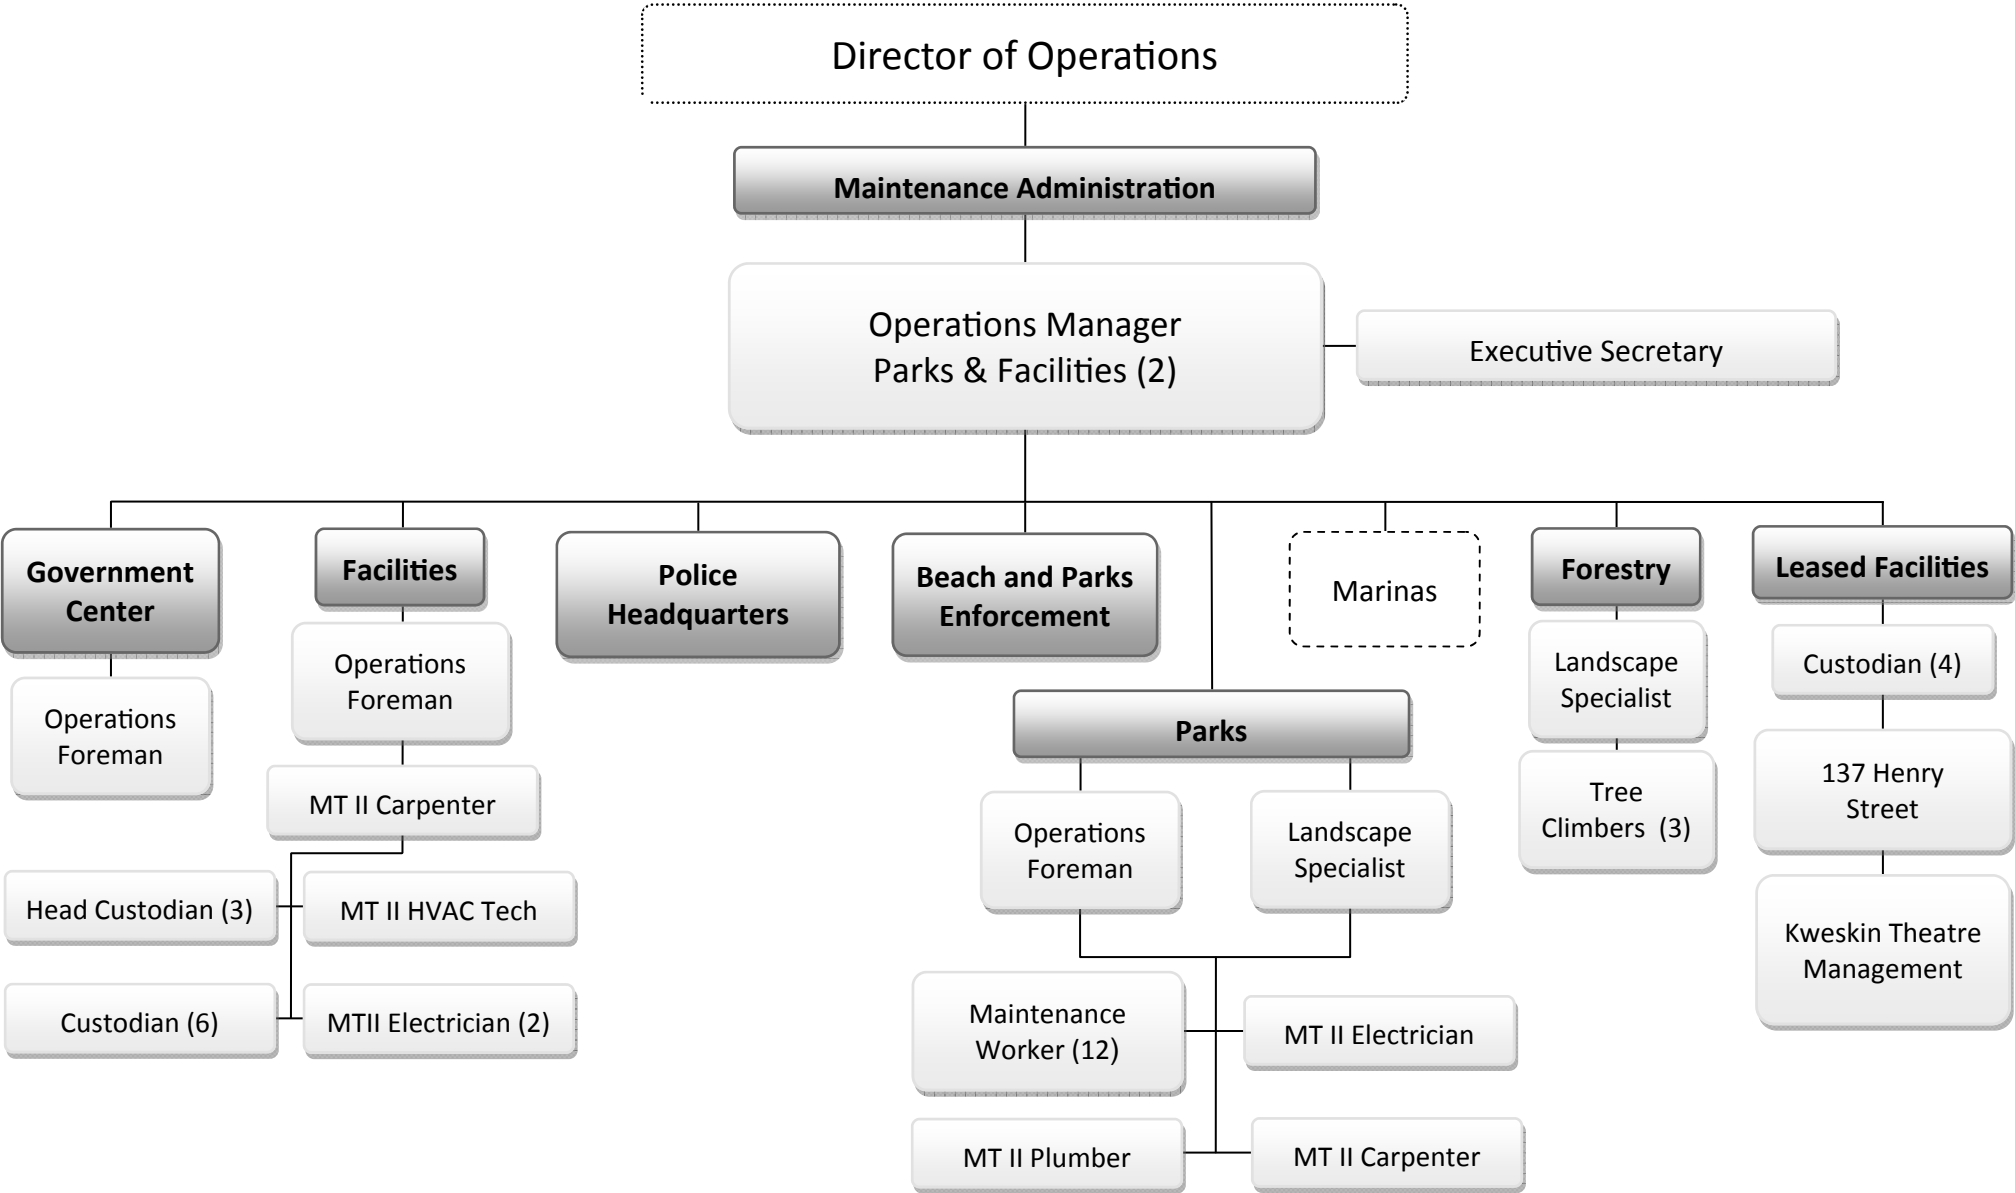 Director of Operations
Maintenance Administration
Operations Manager
Parks & Facilities (2)
Executive Secretary
Government
Center
Operations
Foreman
Facilities
Operations
Foreman
MT II Carpenter
Head Custodian (3)
MT II HVAC Tech
Custodian (6)
MTII Electrician (2)
Police
Headquarters
Beach and Parks
Enforcement
Parks
Operations
Foreman
Landscape
Specialist
Maintenance
Worker (12)
MT II Electrician
MT II Plumber
MT II Carpenter
Marinas
Forestry
Landscape
Specialist
Tree
Climbers  (3)
Leased Facilities
Custodian (4)
137 Henry
Street
Kweskin Theatre
Management